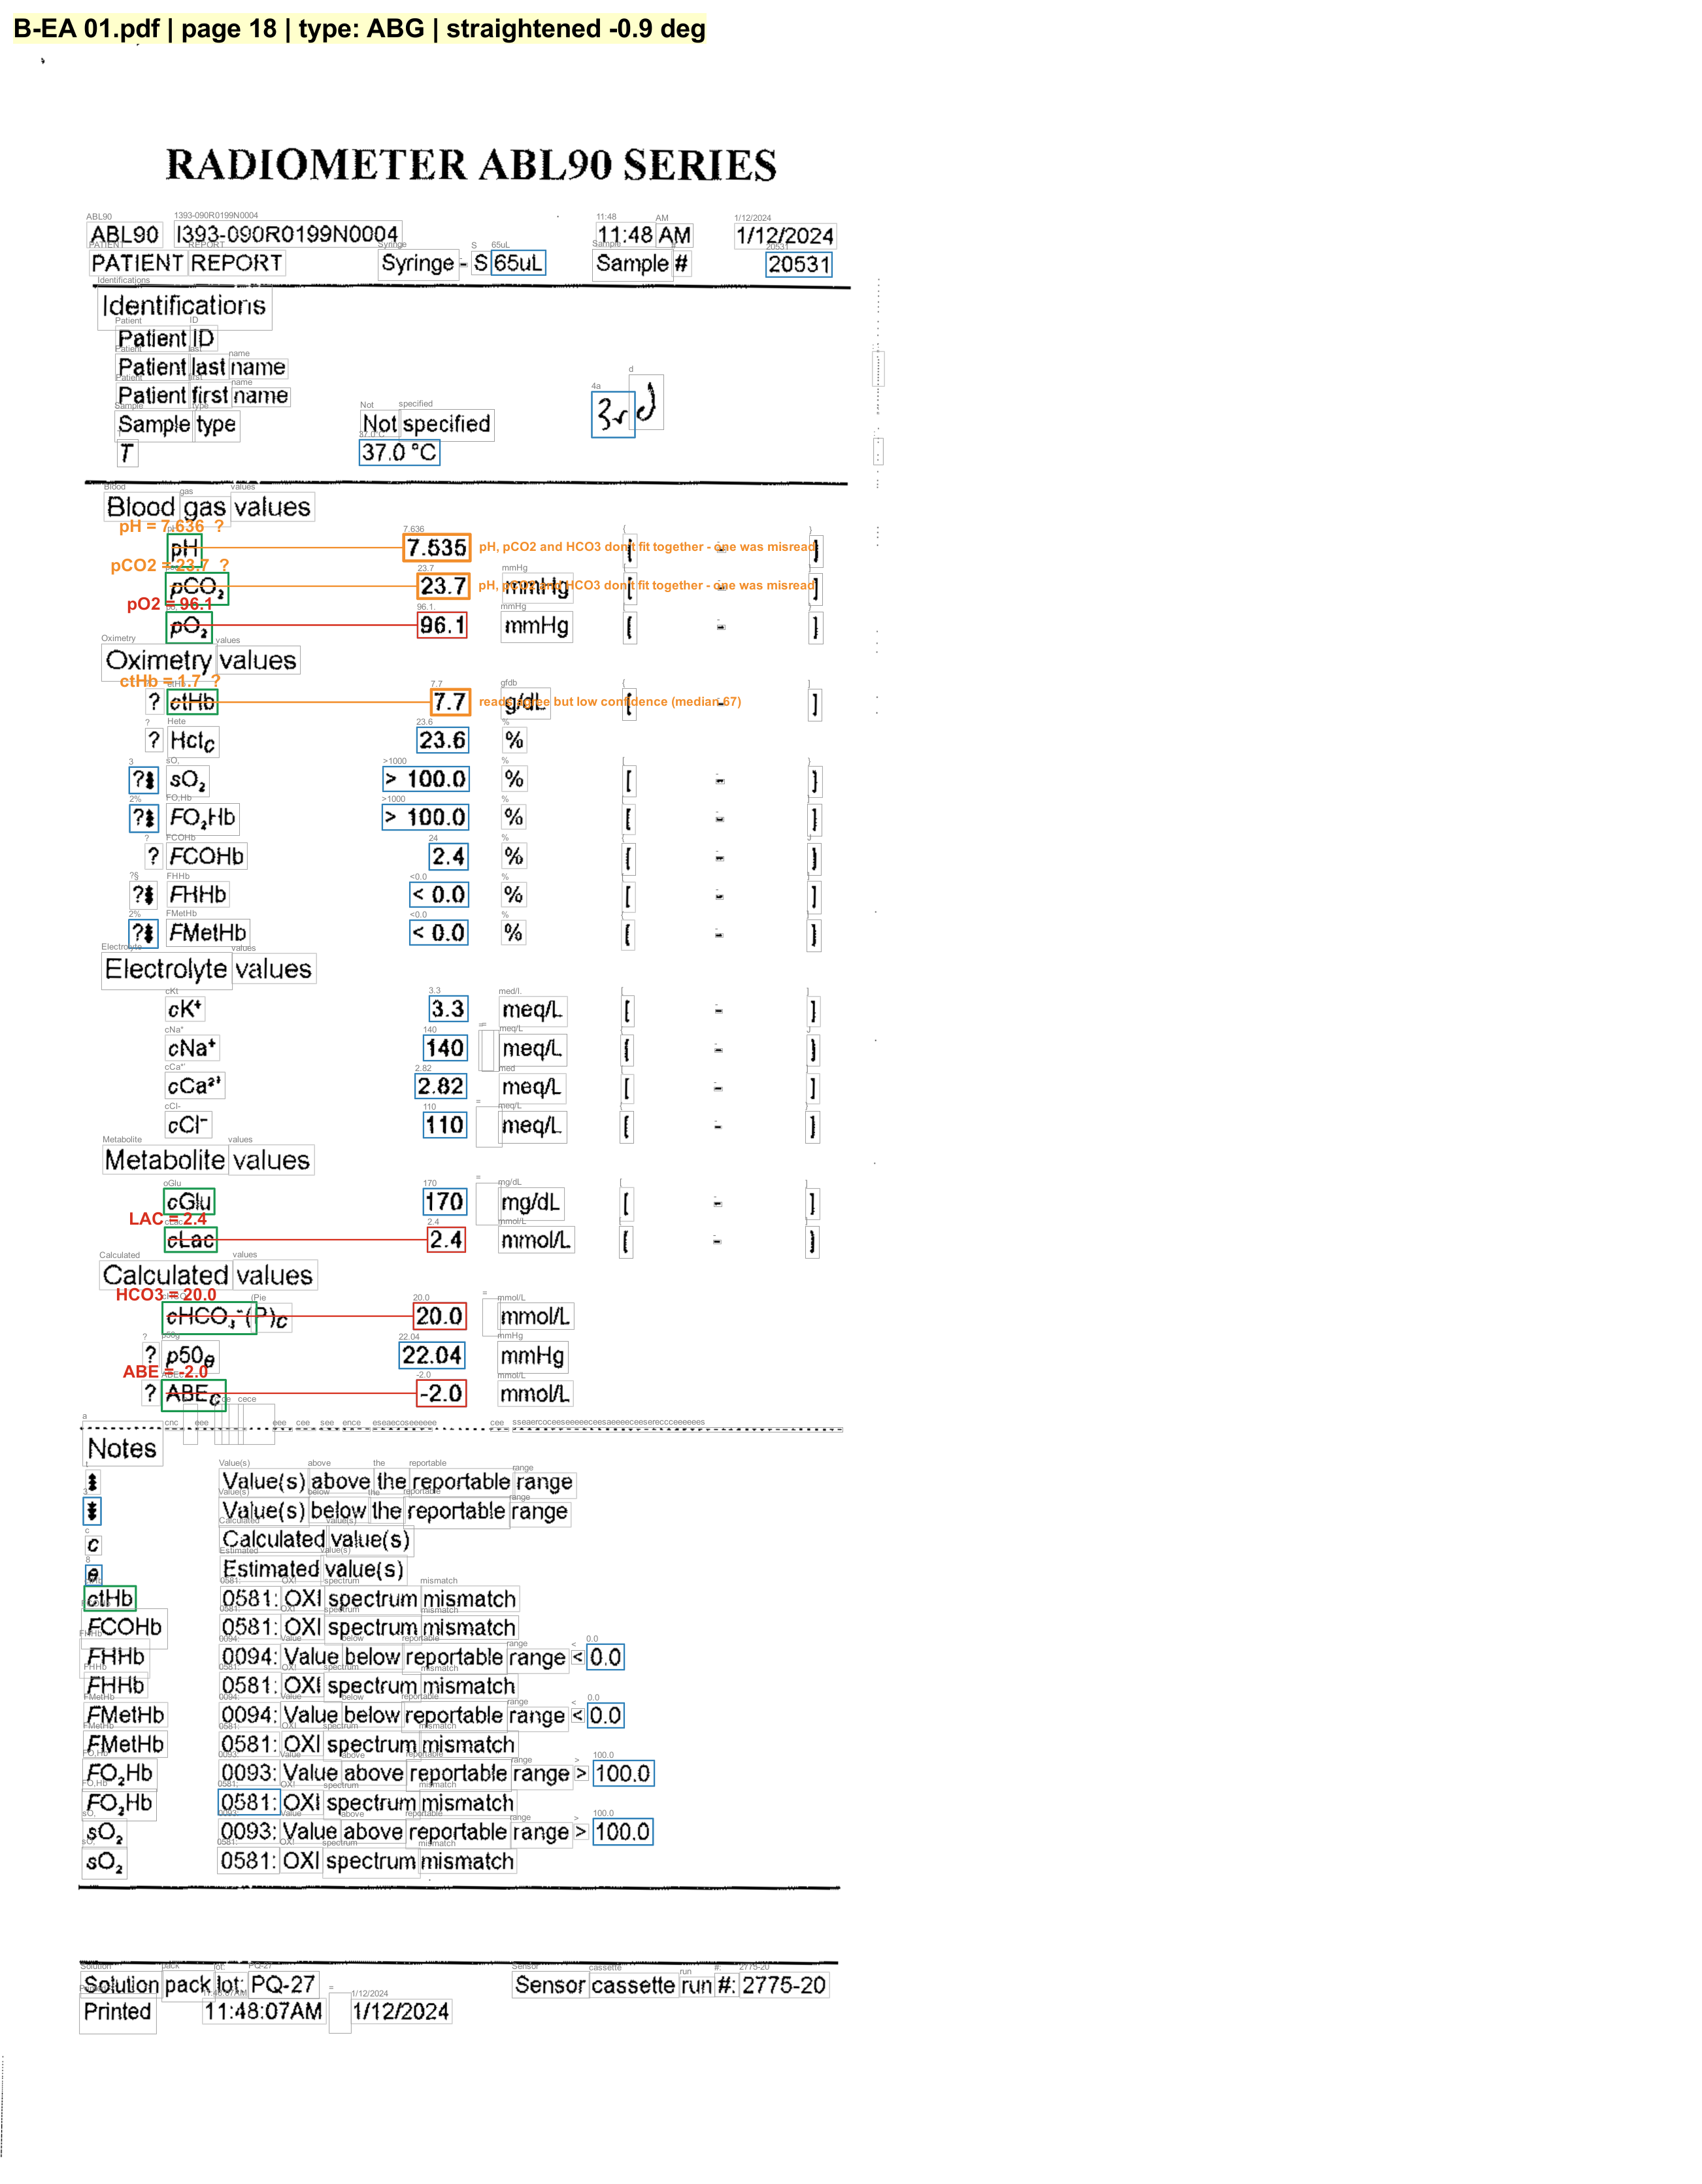 B-EA 01.pdf | page 18 | type: ABG | straightened -0.9 deg
RADIOMETER ABL90 SERIES
ABL90 I393-090R0199N0004 11:48 AM 1/12/2024
PATIENT REPORT Syringe - S 65uL Sample # 20531
Identifications
Patient ID
Patient last name
Patient first name
Sample type Not specified 3rd
T 37.0 °C
Blood gas values
pH = 7.636 ?
pH 7.535 pH, pCO2 and HCO3 don't fit together - one was misread [ - ]
pCO2 = 23.7 ?
pCO₂ 23.7 mmHg pH, pCO2 and HCO3 don't fit together - one was misread [ - ]
pO2 = 96.1
pO₂ 96.1 mmHg [ - ]
Oximetry values
ctHb = 1.7 ?
? ctHb 7.7 g/dL reads agree but low confidence (median 67) [ - ]
? Hctc 23.6 %
?⇞ sO₂ > 100.0 % [ - ]
?⇞ FO₂Hb > 100.0 % [ - ]
? FCOHb 2.4 % [ - ]
?⇟ FHHb < 0.0 % [ - ]
?⇟ FMetHb < 0.0 % [ - ]
Electrolyte values
cK⁺ 3.3 meq/L [ - ]
cNa⁺ 140 meq/L [ - ]
cCa²⁺ 2.82 meq/L [ - ]
cCl⁻ 110 meq/L [ - ]
Metabolite values
cGlu 170 mg/dL [ - ]
LAC = 2.4
cLac 2.4 mmol/L [ - ]
Calculated values
HCO3 = 20.0
cHCO₃⁻(P)c 20.0 mmol/L
? p50e 22.04 mmHg
ABE = -2.0
? ABEc -2.0 mmol/L
Notes
⇞ Value(s) above the reportable range
⇟ Value(s) below the reportable range
c Calculated value(s)
e Estimated value(s)
ctHb 0581: OXI spectrum mismatch
FCOHb 0581: OXI spectrum mismatch
FHHb 0094: Value below reportable range < 0.0
FHHb 0581: OXI spectrum mismatch
FMetHb 0094: Value below reportable range < 0.0
FMetHb 0581: OXI spectrum mismatch
FO₂Hb 0093: Value above reportable range > 100.0
FO₂Hb 0581: OXI spectrum mismatch
sO₂ 0093: Value above reportable range > 100.0
sO₂ 0581: OXI spectrum mismatch
Solution pack lot: PQ-27 Sensor cassette run #: 2775-20
Printed 11:48:07AM 1/12/2024